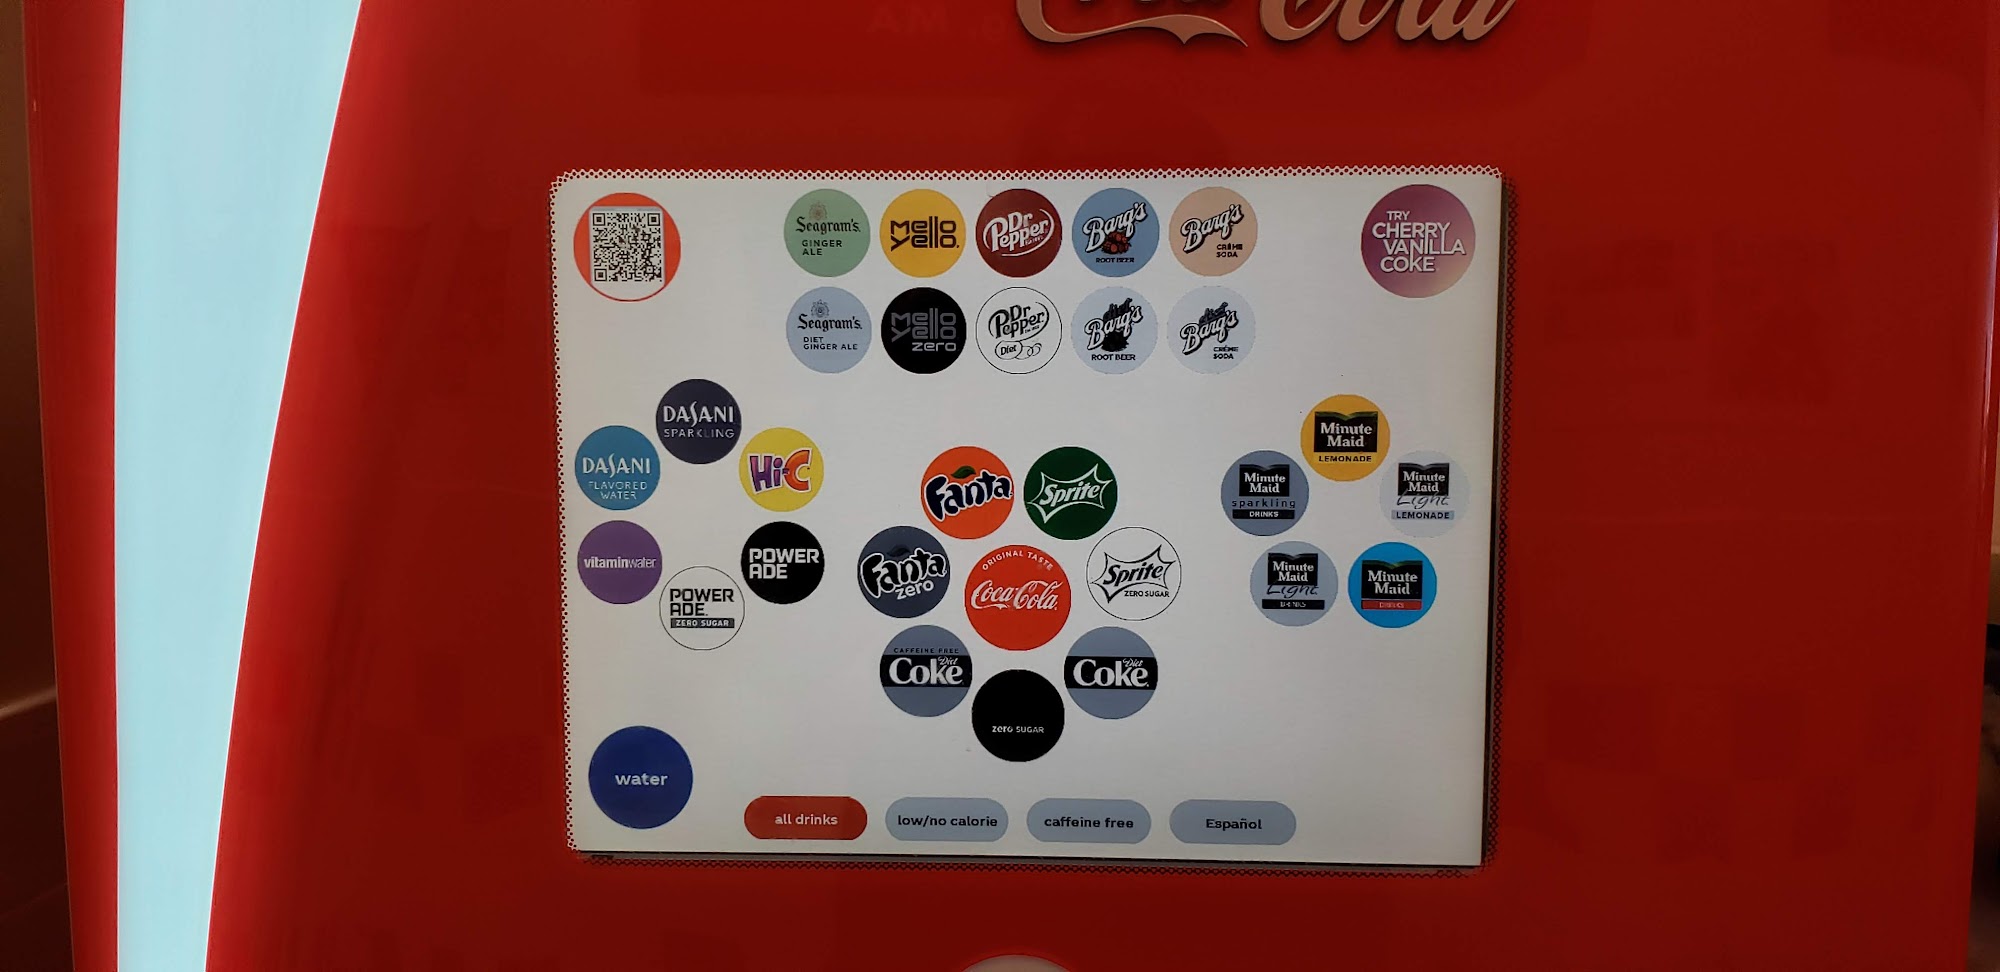 Coca-Cola
Seagram's
GINGER
ALE
Mello
Yello
Dr
Pepper
Barq's
ROOT BEER
Barq's
CRÈME
SODA
TRY
CHERRY
VANILLA
COKE
Seagram's
DIET
GINGER ALE
Mello
Yello
zero
Dr
Pepper
Diet
diet
Barq's
ROOT BEER
diet
Barq's
CRÈME
SODA
DASANI
SPARKLING
DASANI
FLAVORED
WATER
Hi-C
vitaminwater
POWER
ADE
POWER
ADE
ZERO SUGAR
Fanta
Sprite
Fanta
zero
ORIGINAL TASTE
Coca-Cola
Sprite
ZERO SUGAR
CAFFEINE FREE
Diet
Coke
Diet
Coke
zero SUGAR
Minute
Maid
LEMONADE
Minute
Maid
sparkling
DRINKS
Minute
Maid
Light
LEMONADE
Minute
Maid
Light
DRINKS
Minute
Maid
DRINKS
water
all drinks
low/no calorie
caffeine free
Español